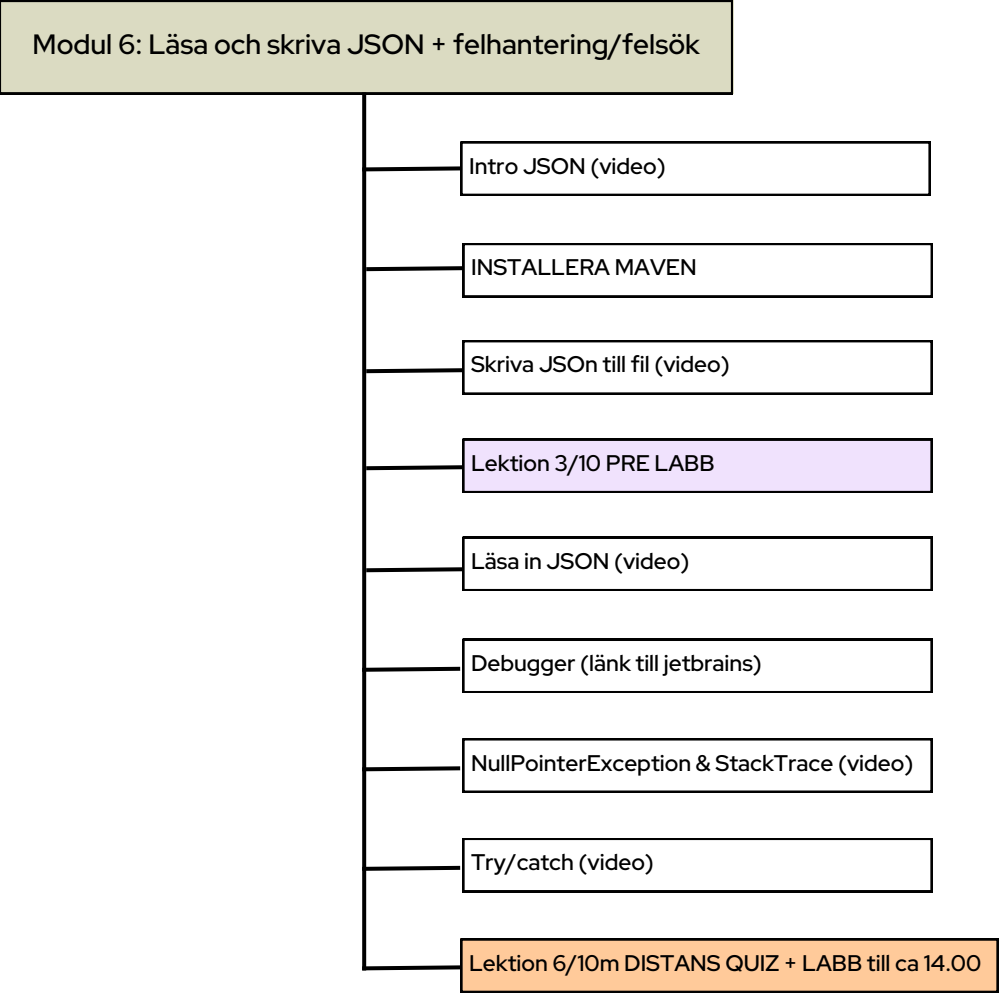 Modul 6: Läsa och skriva JSON + felhantering/felsök
Intro JSON (video)
INSTALLERA MAVEN
Skriva JSOn till fil (video)
Lektion 3/10 PRE LABB
Läsa in JSON (video)
Debugger (länk till jetbrains)
NullPointerException & StackTrace (video)
Try/catch (video)
Lektion 6/10m DISTANS QUIZ + LABB till ca 14.00